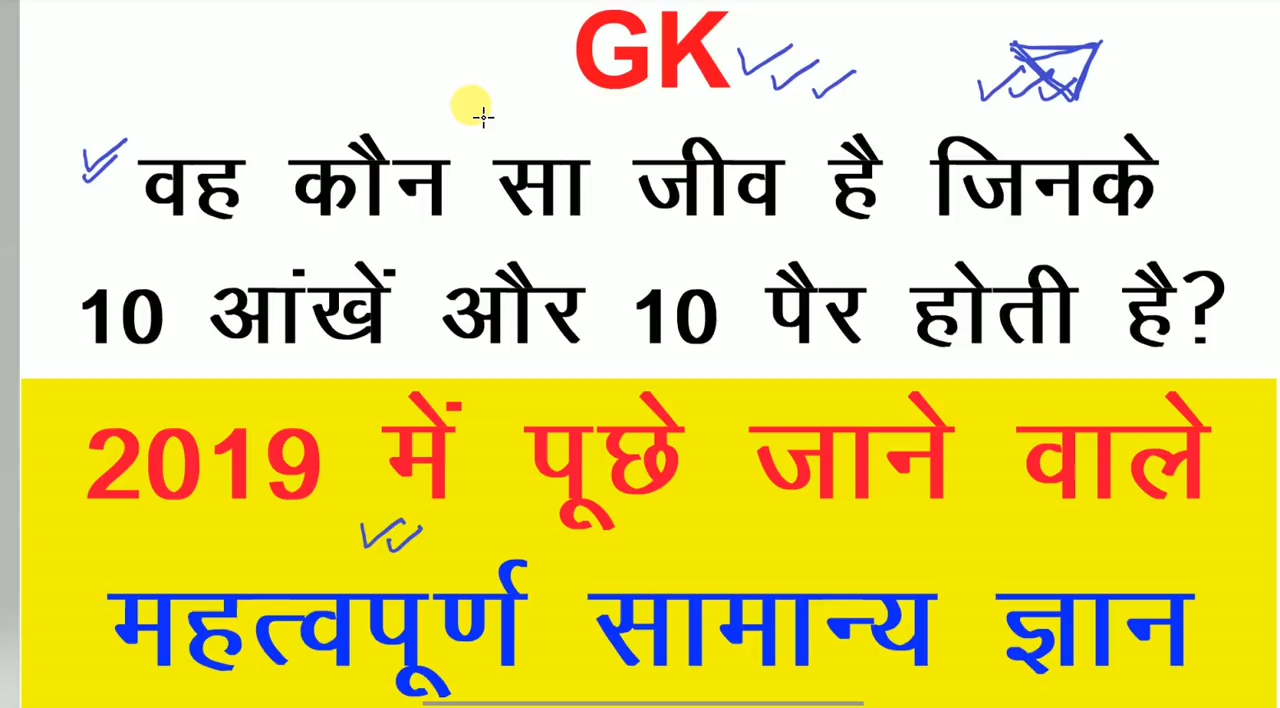 GK
वह कौन सा जीव है जिनके
10 आंखें और 10 पैर होती है?
2019 में पूछे जाने वाले
महत्वपूर्ण सामान्य ज्ञान